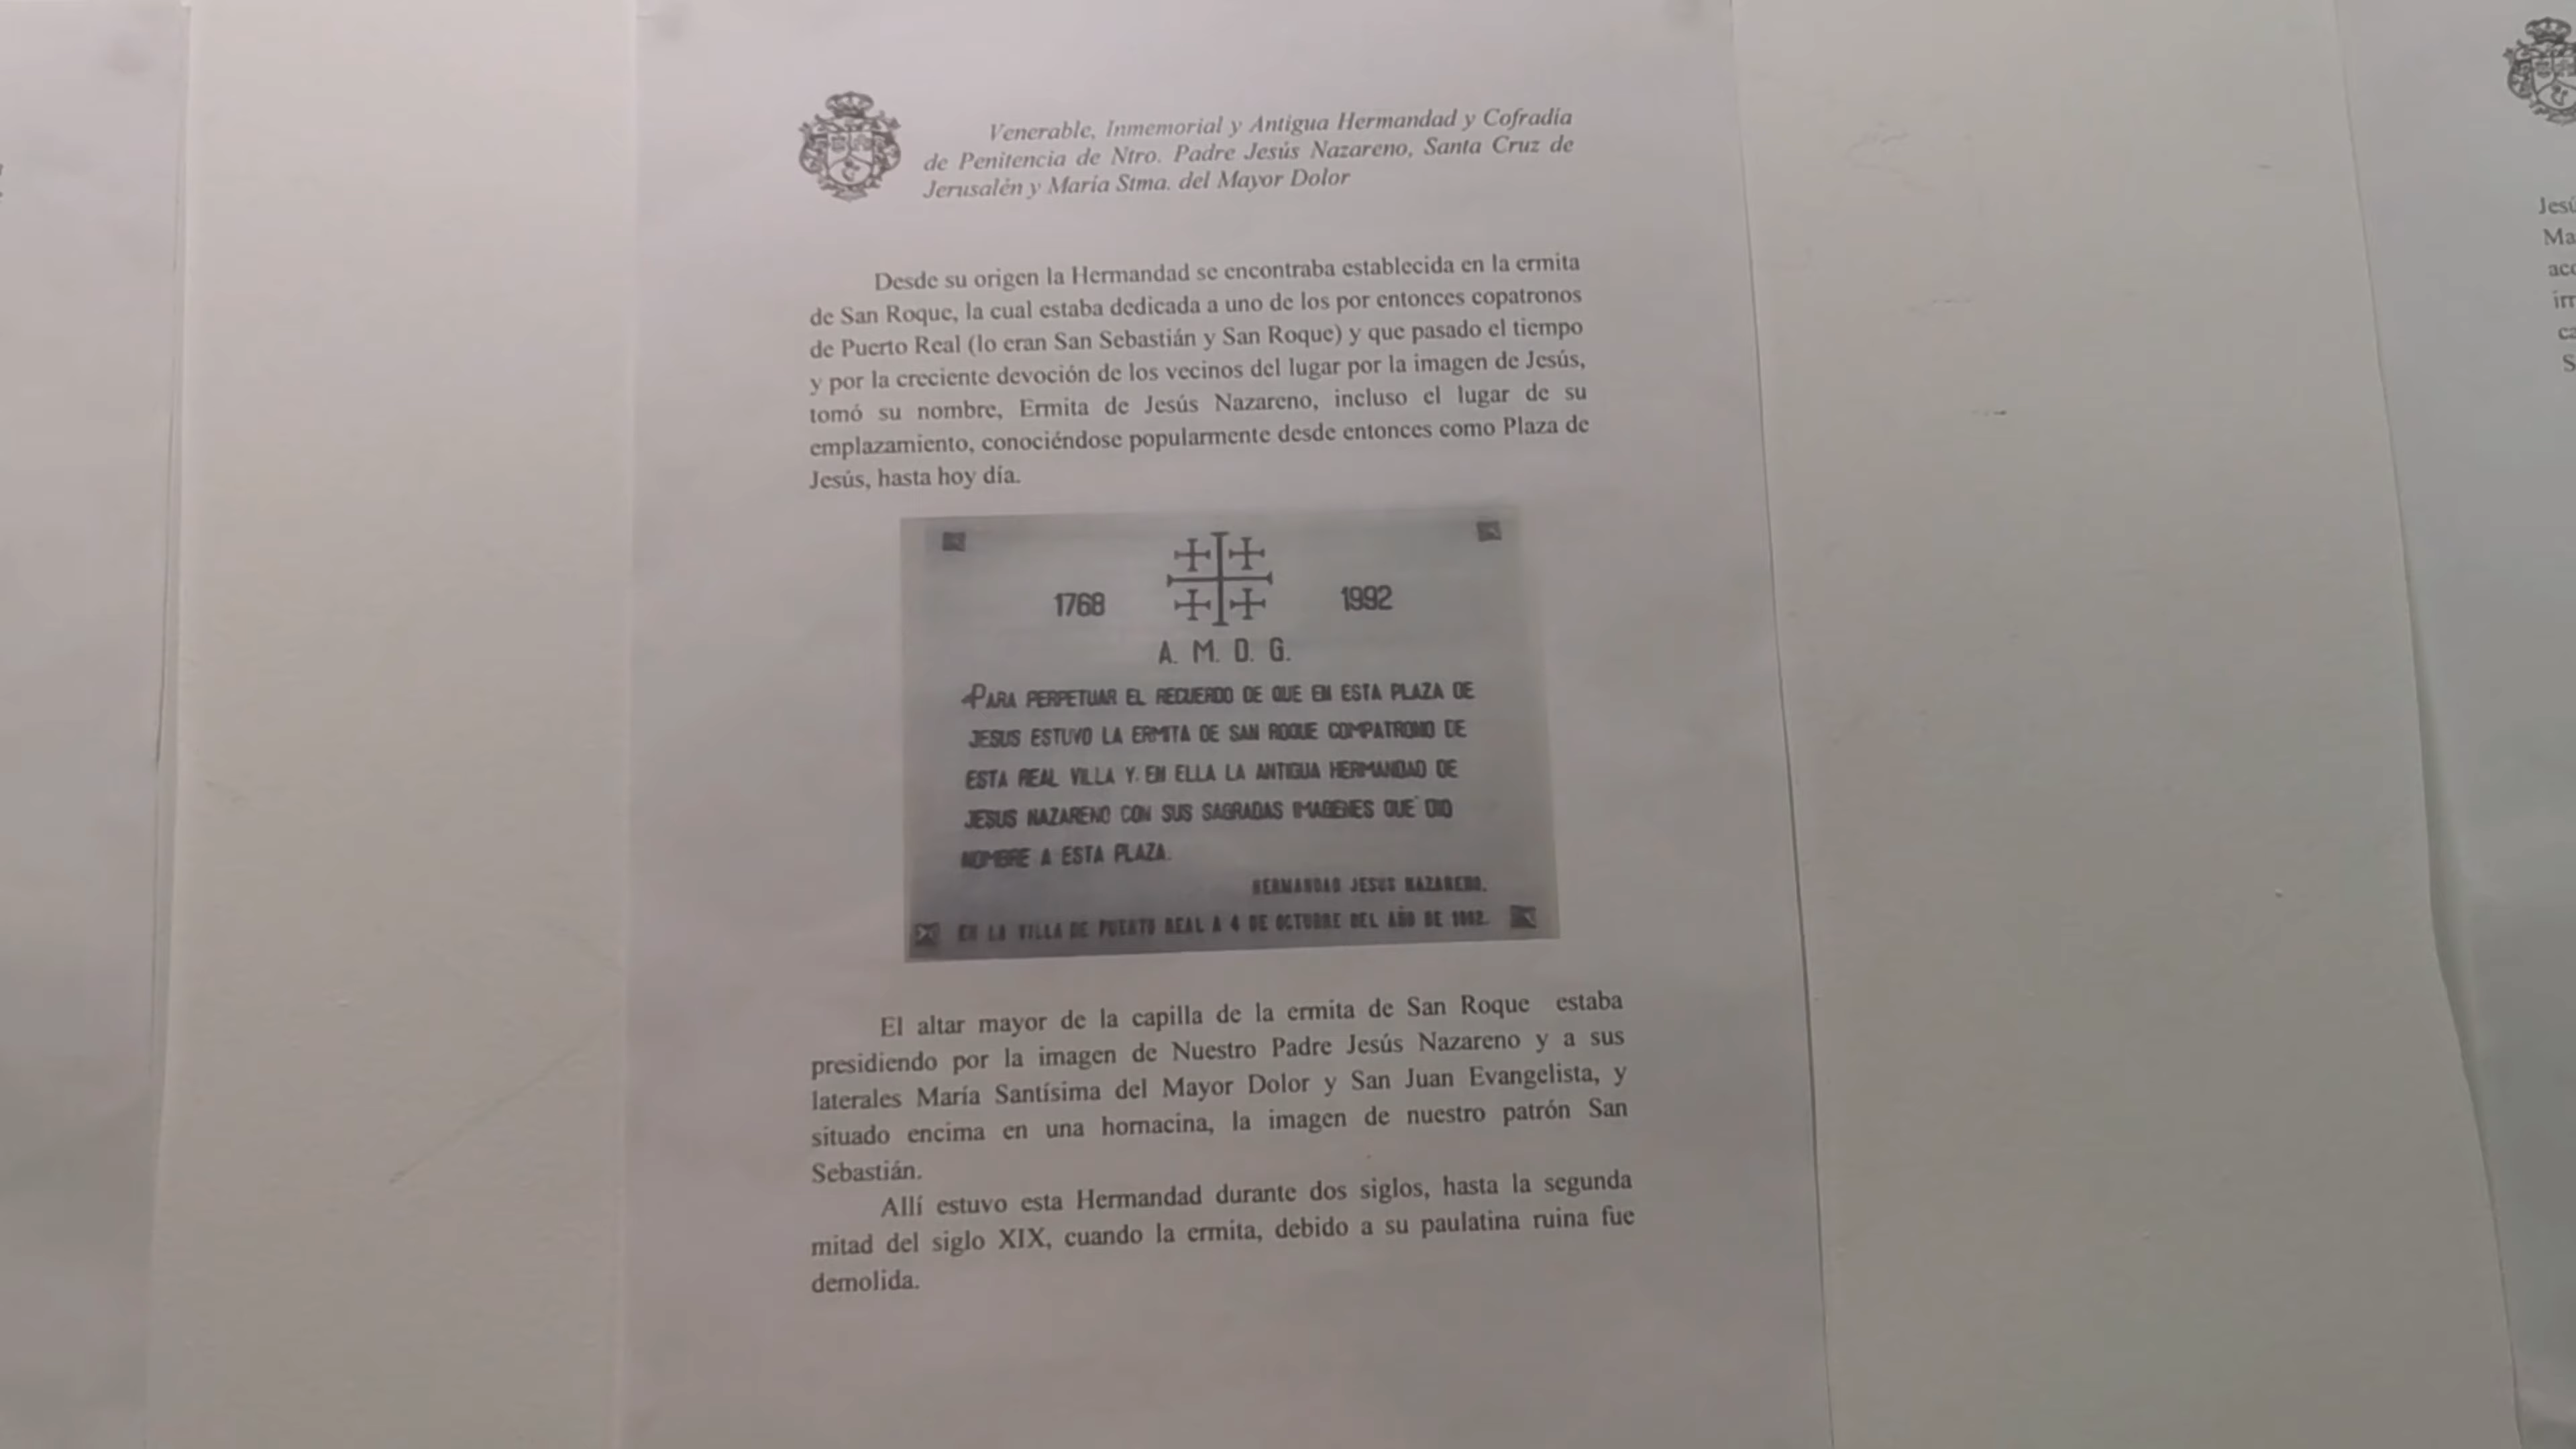 Venerable, Inmemorial y Antigua Hermandad y Cofradía
de Penitencia de Ntro. Padre Jesús Nazareno, Santa Cruz de
Jerusalén y María Stma. del Mayor Dolor
Desde su origen la Hermandad se encontraba establecida en la ermita
de San Roque, la cual estaba dedicada a uno de los por entonces copatronos
de Puerto Real (lo eran San Sebastián y San Roque) y que pasado el tiempo
y por la creciente devoción de los vecinos del lugar por la imagen de Jesús,
tomó su nombre, Ermita de Jesús Nazareno, incluso el lugar de su
emplazamiento, conociéndose popularmente desde entonces como Plaza de
Jesús, hasta hoy día.
1768 1992
A. M. D. G.
PARA PERPETUAR EL RECUERDO DE QUE EN ESTA PLAZA DE
JESUS ESTUVO LA ERMITA DE SAN ROQUE COMPATRONO DE
ESTA REAL VILLA Y. EN ELLA LA ANTIGUA HERMANDAD DE
JESUS NAZARENO CON SUS SAGRADAS IMAGENES QUE DIO
NOMBRE A ESTA PLAZA.
HERMANDAD JESUS NAZARENO.
EN LA VILLA DE PUERTO REAL A 4 DE OCTUBRE DEL AÑO DE 1992.
El altar mayor de la capilla de la ermita de San Roque estaba
presidiendo por la imagen de Nuestro Padre Jesús Nazareno y a sus
laterales María Santísima del Mayor Dolor y San Juan Evangelista, y
situado encima en una hornacina, la imagen de nuestro patrón San
Sebastián.
Allí estuvo esta Hermandad durante dos siglos, hasta la segunda
mitad del siglo XIX, cuando la ermita, debido a su paulatina ruina fue
demolida.
Jesú
Ma